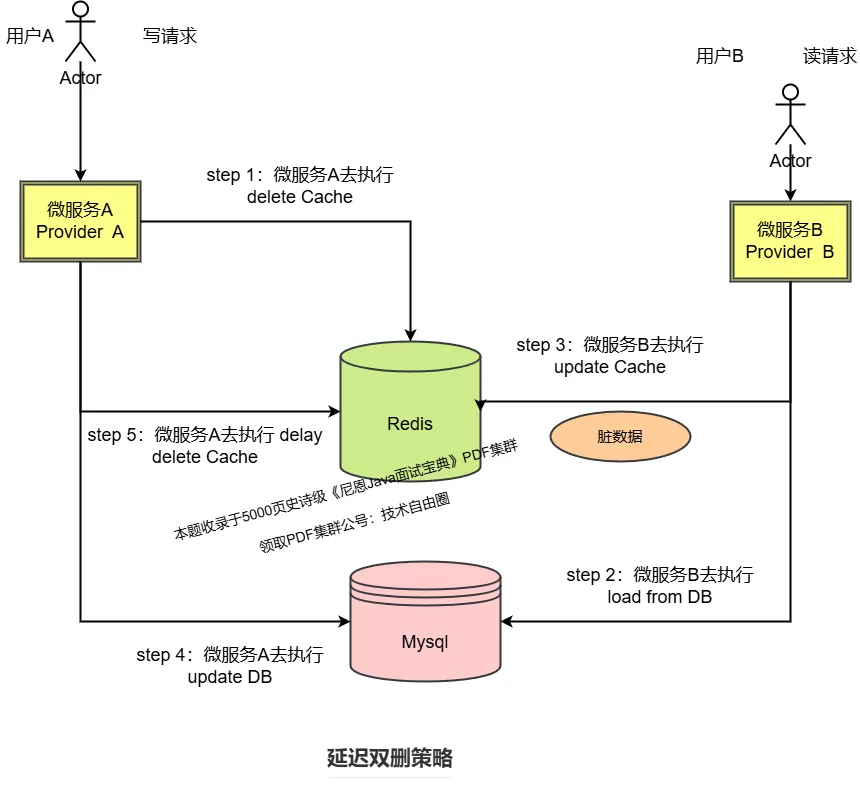 用户A
写请求
Actor
用户B
读请求
Actor
step 1：微服务A去执行
delete Cache
微服务A
Provider A
微服务B
Provider B
step 3：微服务B去执行
update Cache
Redis
脏数据
step 5：微服务A去执行 delay
delete Cache
本题收录于5000页史诗级《尼恩Java面试宝典》PDF集群
领取PDF集群公号：技术自由圈
step 2：微服务B去执行
load from DB
Mysql
step 4：微服务A去执行
update DB
延迟双删策略